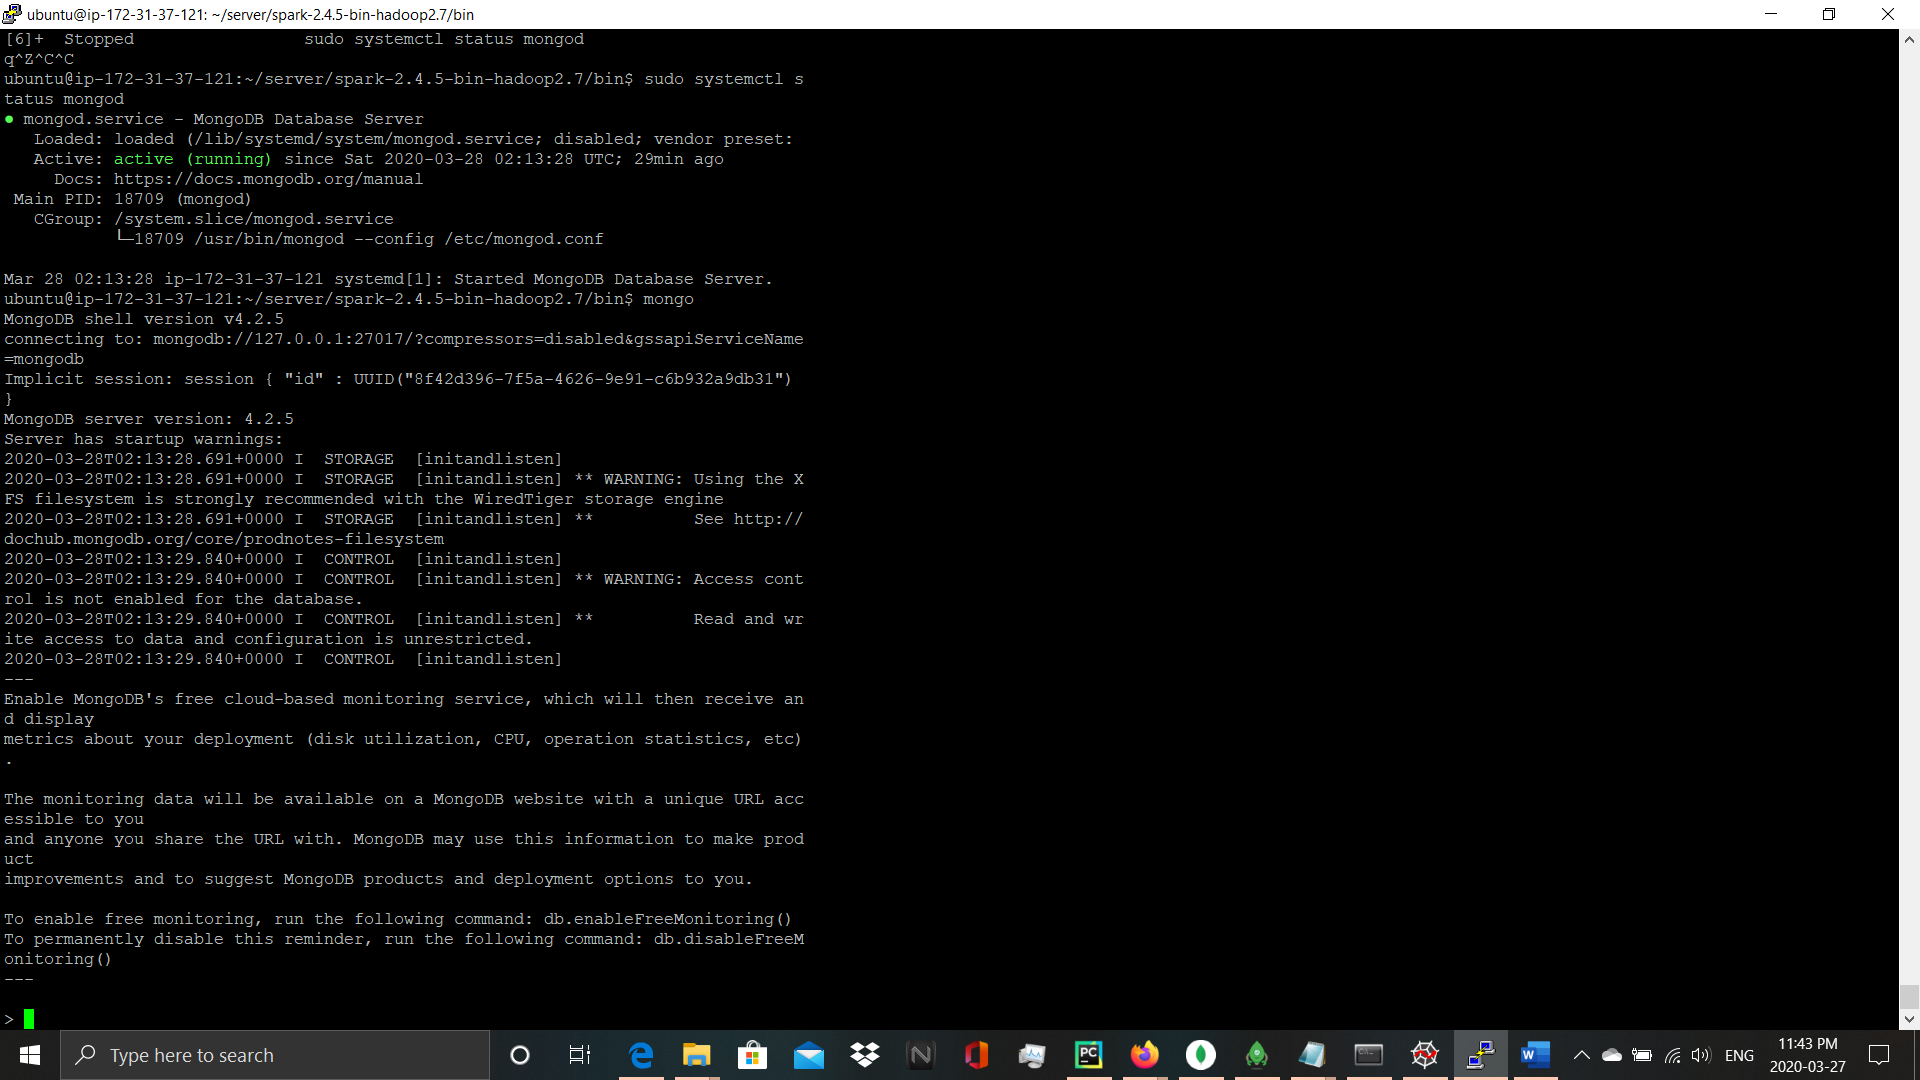 ubuntu@ip-172-31-37-121: ~/server/spark-2.4.5-bin-hadoop2.7/bin
[6]+  Stopped                 sudo systemctl status mongod
q^Z^C^C
ubuntu@ip-172-31-37-121:~/server/spark-2.4.5-bin-hadoop2.7/bin$ sudo systemctl s
tatus mongod
● mongod.service - MongoDB Database Server
   Loaded: loaded (/lib/systemd/system/mongod.service; disabled; vendor preset:
   Active: active (running) since Sat 2020-03-28 02:13:28 UTC; 29min ago
     Docs: https://docs.mongodb.org/manual
 Main PID: 18709 (mongod)
   CGroup: /system.slice/mongod.service
           └─18709 /usr/bin/mongod --config /etc/mongod.conf
Mar 28 02:13:28 ip-172-31-37-121 systemd[1]: Started MongoDB Database Server.
ubuntu@ip-172-31-37-121:~/server/spark-2.4.5-bin-hadoop2.7/bin$ mongo
MongoDB shell version v4.2.5
connecting to: mongodb://127.0.0.1:27017/?compressors=disabled&gssapiServiceName
=mongodb
Implicit session: session { "id" : UUID("8f42d396-7f5a-4626-9e91-c6b932a9db31")
}
MongoDB server version: 4.2.5
Server has startup warnings:
2020-03-28T02:13:28.691+0000 I  STORAGE  [initandlisten]
2020-03-28T02:13:28.691+0000 I  STORAGE  [initandlisten] ** WARNING: Using the X
FS filesystem is strongly recommended with the WiredTiger storage engine
2020-03-28T02:13:28.691+0000 I  STORAGE  [initandlisten] **          See http://
dochub.mongodb.org/core/prodnotes-filesystem
2020-03-28T02:13:29.840+0000 I  CONTROL  [initandlisten]
2020-03-28T02:13:29.840+0000 I  CONTROL  [initandlisten] ** WARNING: Access cont
rol is not enabled for the database.
2020-03-28T02:13:29.840+0000 I  CONTROL  [initandlisten] **          Read and wr
ite access to data and configuration is unrestricted.
2020-03-28T02:13:29.840+0000 I  CONTROL  [initandlisten]
---
Enable MongoDB's free cloud-based monitoring service, which will then receive an
d display
metrics about your deployment (disk utilization, CPU, operation statistics, etc)
.
The monitoring data will be available on a MongoDB website with a unique URL acc
essible to you
and anyone you share the URL with. MongoDB may use this information to make prod
uct
improvements and to suggest MongoDB products and deployment options to you.
To enable free monitoring, run the following command: db.enableFreeMonitoring()
To permanently disable this reminder, run the following command: db.disableFreeM
onitoring()
---
>
Type here to search
ENG
11:43 PM
2020-03-27